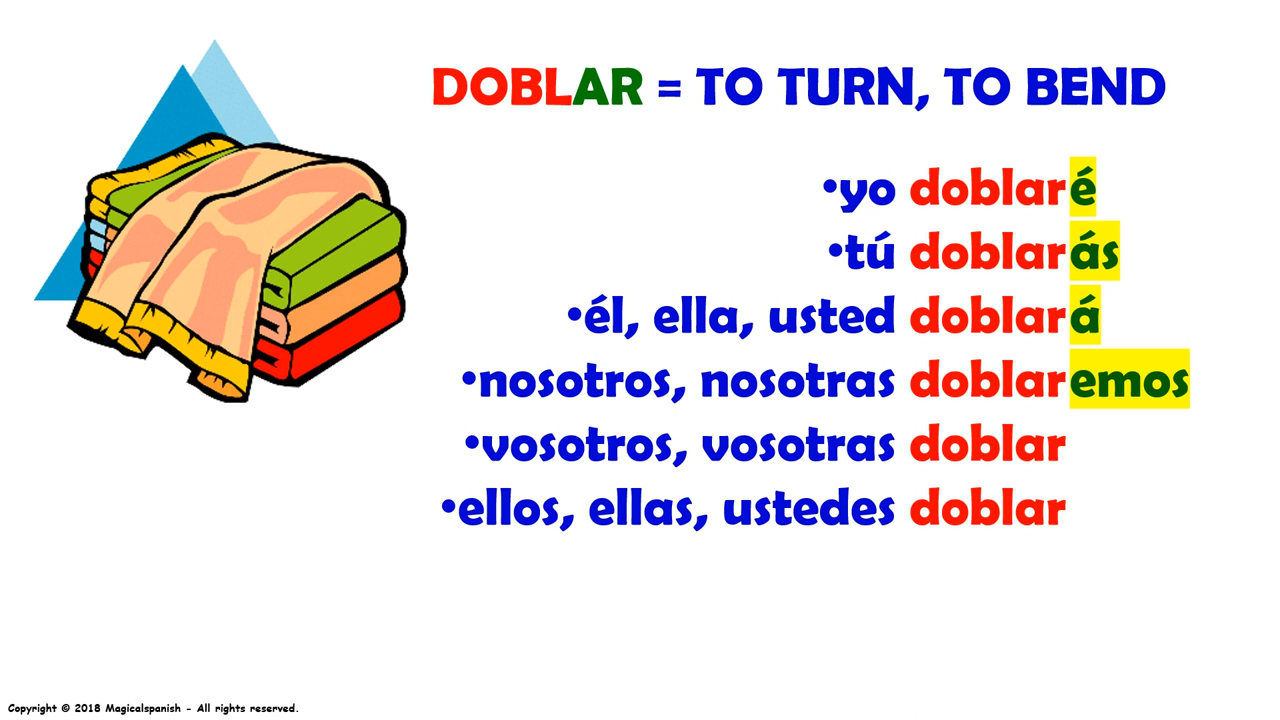 DOBLAR = TO TURN, TO BEND
•yo doblaré
•tú doblarás
•él, ella, usted doblará
•nosotros, nosotras doblaremos
•vosotros, vosotras doblar
•ellos, ellas, ustedes doblar
Copyright © 2018 Magicalspanish - All rights reserved.